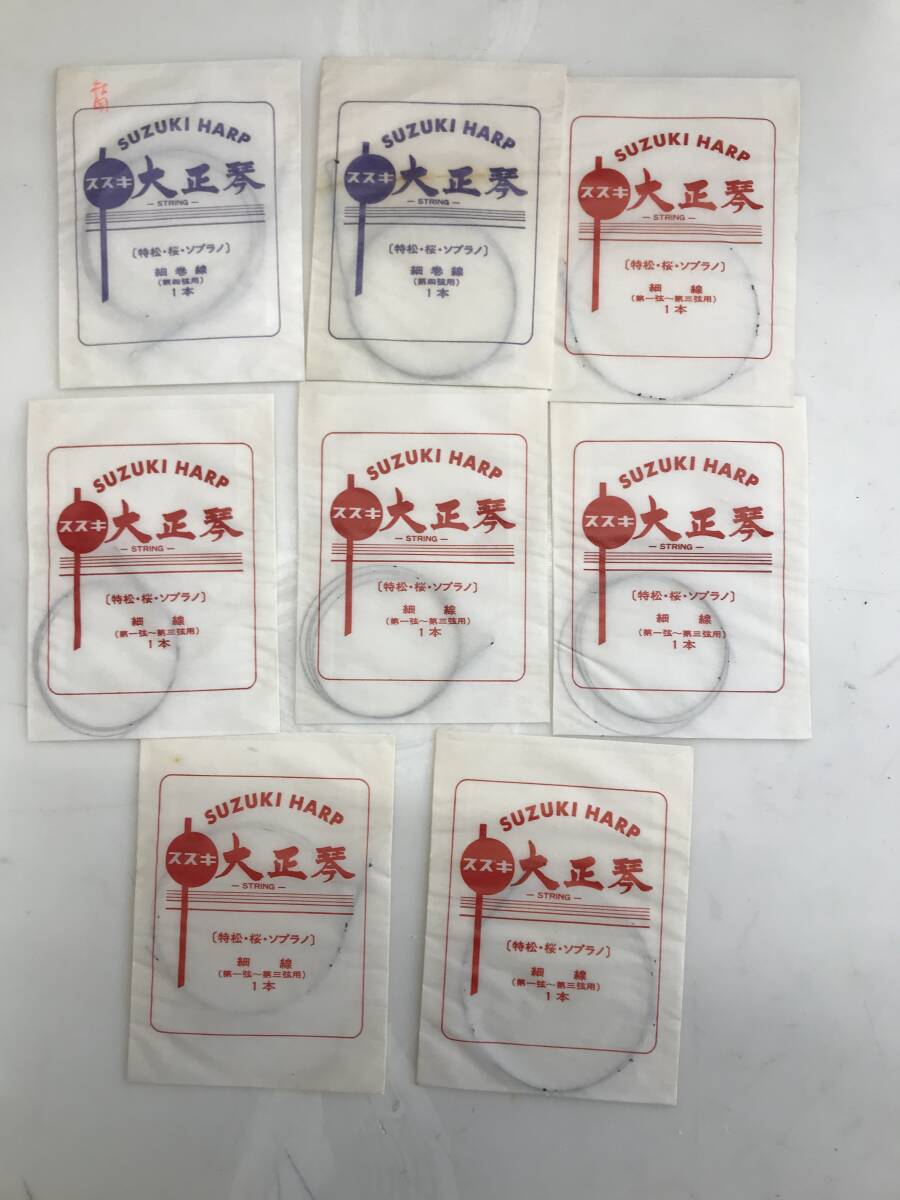 SUZUKI HARP
スズキ 大正琴
— STRING —
〔特松・桜・ソプラノ〕
細巻線
(第四弦用)
1本
SUZUKI HARP
スズキ 大正琴
— STRING —
〔特松・桜・ソプラノ〕
細巻線
(第四弦用)
1本
SUZUKI HARP
スズキ 大正琴
— STRING —
〔特松・桜・ソプラノ〕
細 線
(第一弦～第三弦用)
1本
SUZUKI HARP
スズキ 大正琴
— STRING —
〔特松・桜・ソプラノ〕
細 線
(第一弦～第三弦用)
1本
SUZUKI HARP
スズキ 大正琴
— STRING —
〔特松・桜・ソプラノ〕
細 線
(第一弦～第三弦用)
1本
SUZUKI HARP
スズキ 大正琴
— STRING —
〔特松・桜・ソプラノ〕
細 線
(第一弦～第三弦用)
1本
SUZUKI HARP
スズキ 大正琴
— STRING —
〔特松・桜・ソプラノ〕
細 線
(第一弦～第三弦用)
1本
SUZUKI HARP
スズキ 大正琴
— STRING —
〔特松・桜・ソプラノ〕
細 線
(第一弦～第三弦用)
1本